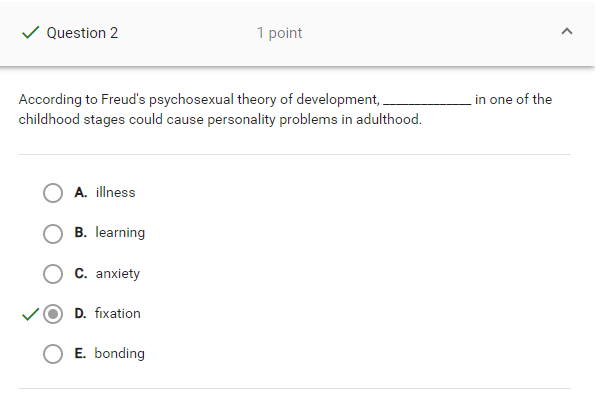 Question 2 1 point
According to Freud's psychosexual theory of development, ______________ in one of the
childhood stages could cause personality problems in adulthood.
A. illness
B. learning
C. anxiety
D. fixation
E. bonding